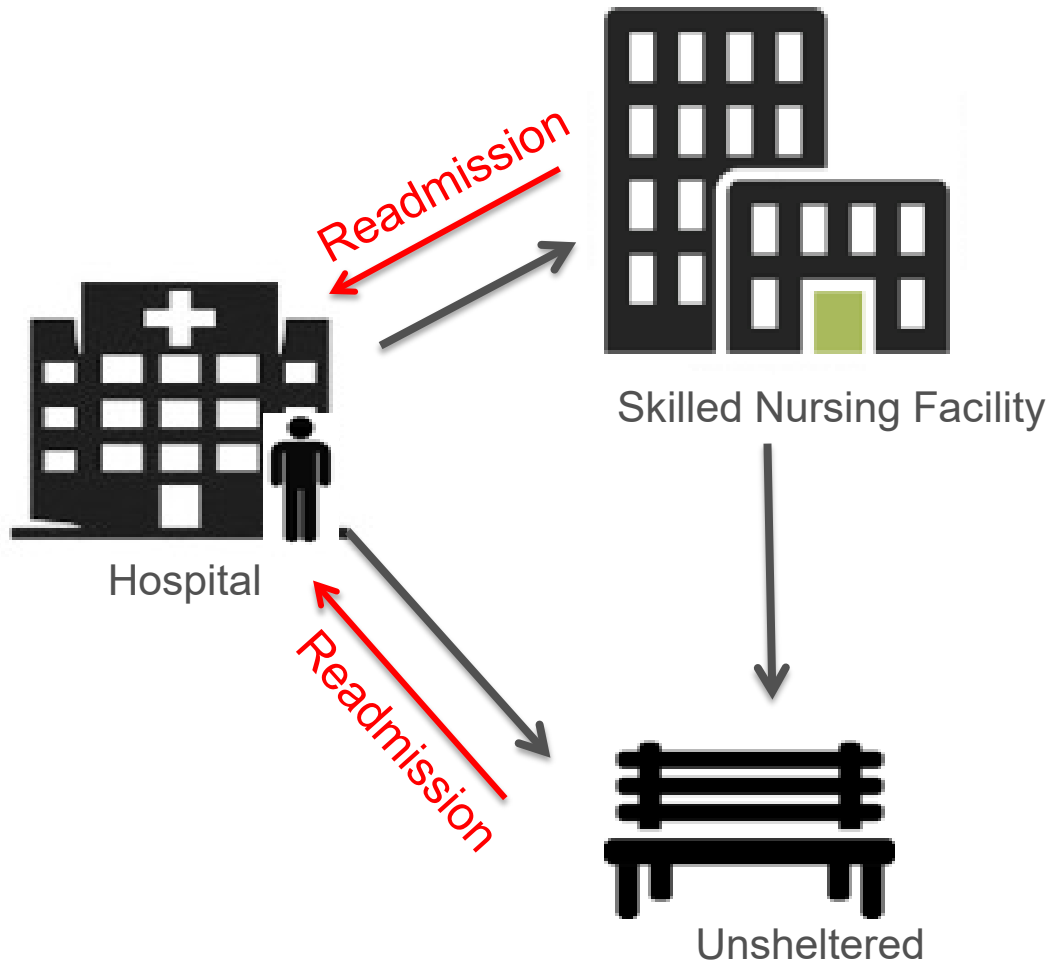 Readmission
Skilled Nursing Facility
Hospital
Readmission
Unsheltered